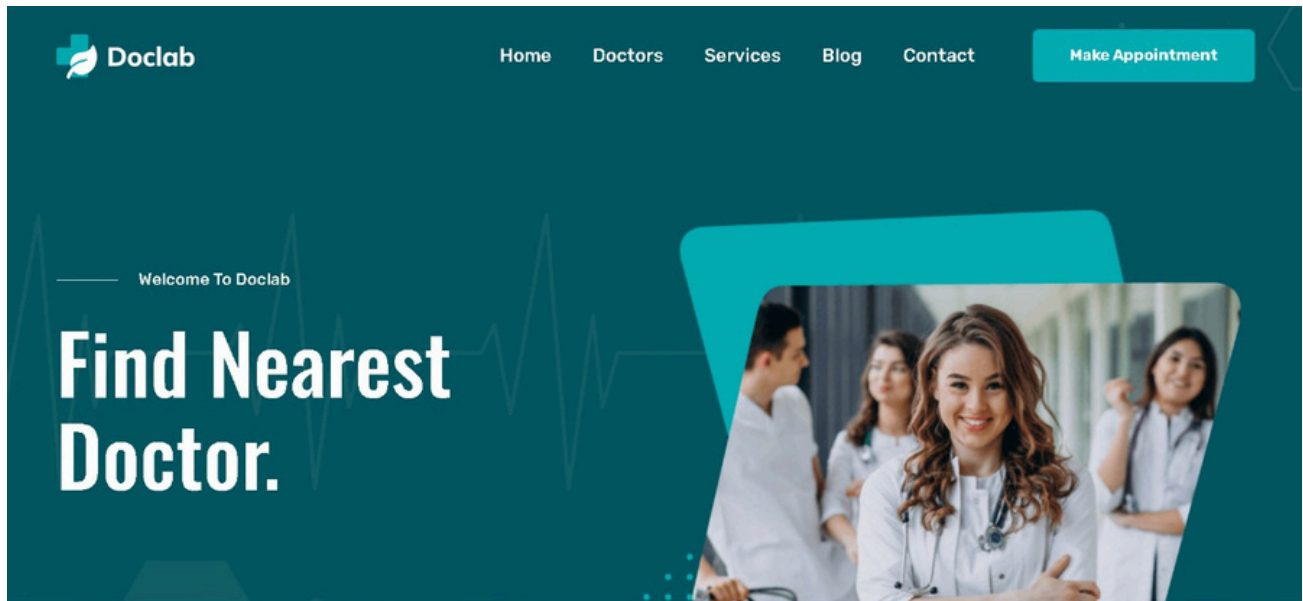 Doclab
Home Doctors Services Blog Contact Make Appointment
Welcome To Doclab
Find Nearest
Doctor.